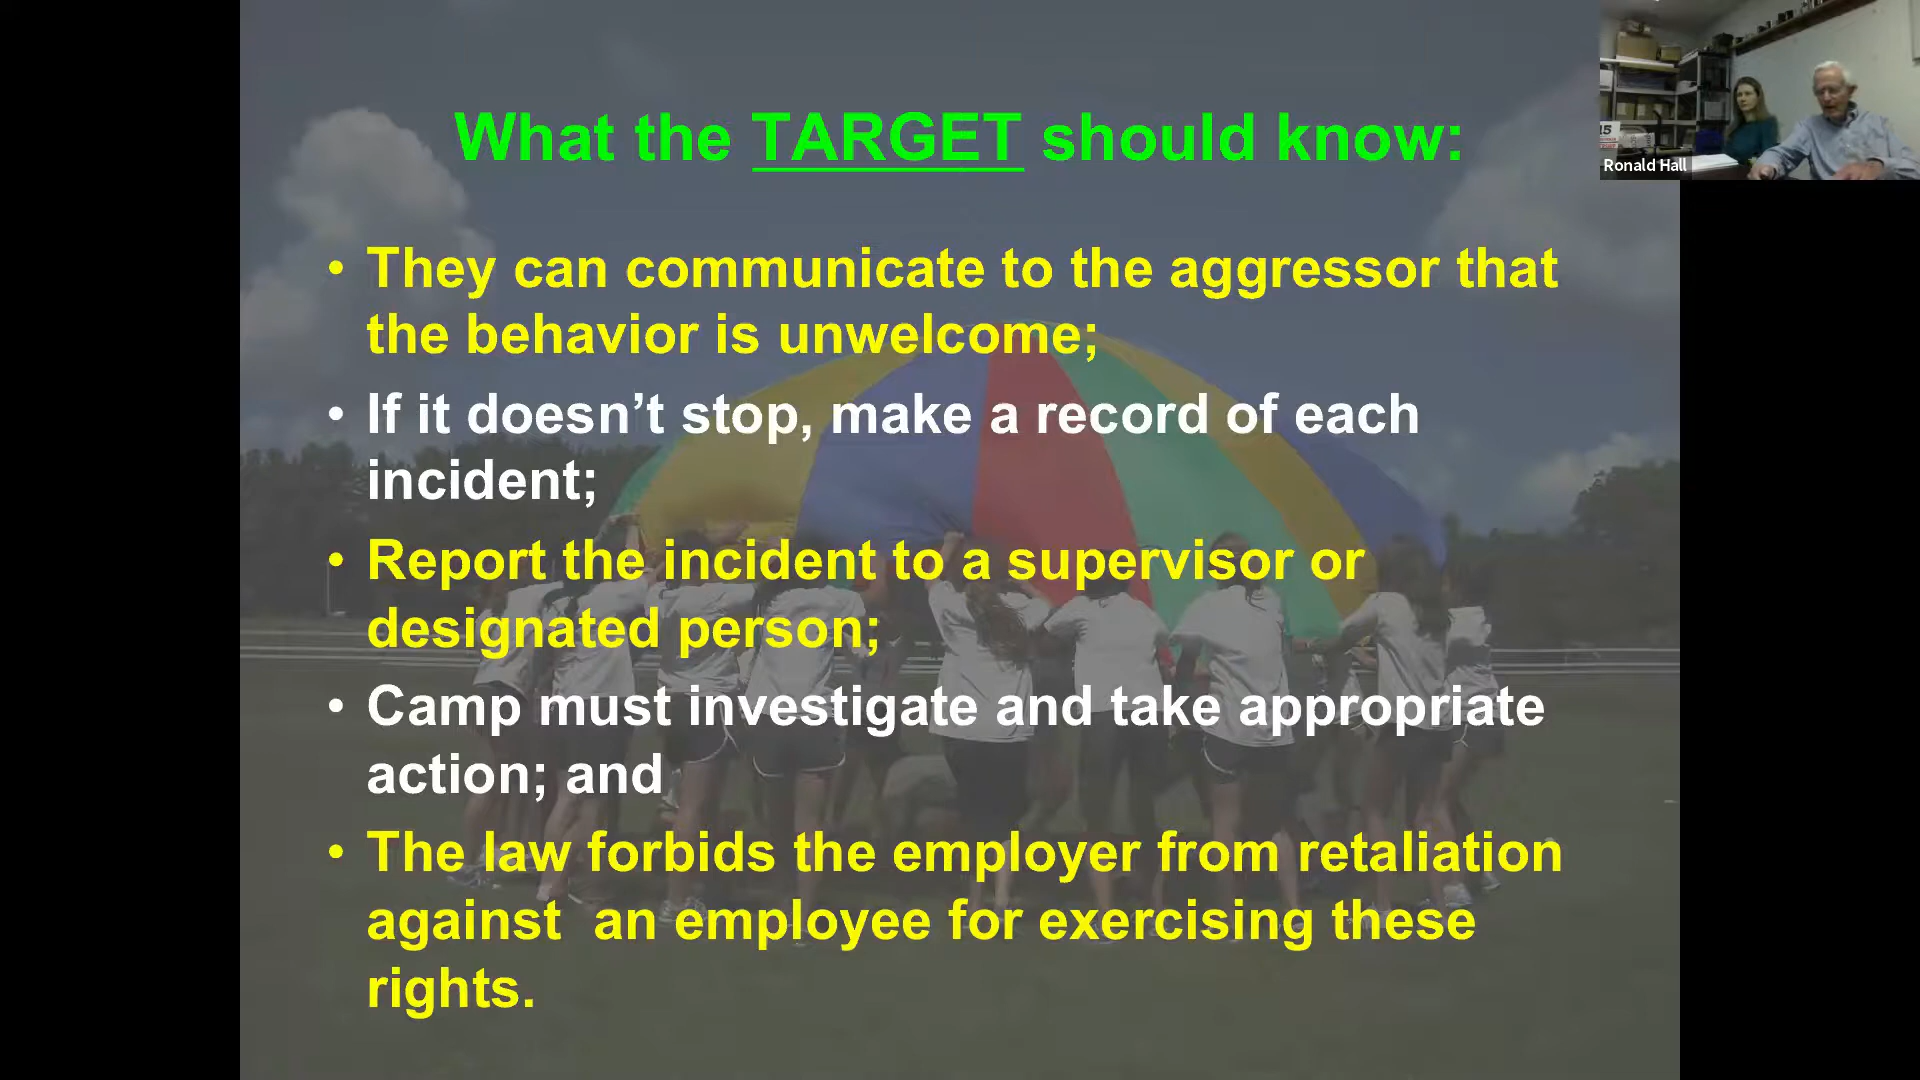 What the TARGET should know:
• They can communicate to the aggressor that
the behavior is unwelcome;
• If it doesn’t stop, make a record of each
incident;
• Report the incident to a supervisor or
designated person;
• Camp must investigate and take appropriate
action; and
• The law forbids the employer from retaliation
against  an employee for exercising these
rights.
15
Ronald Hall